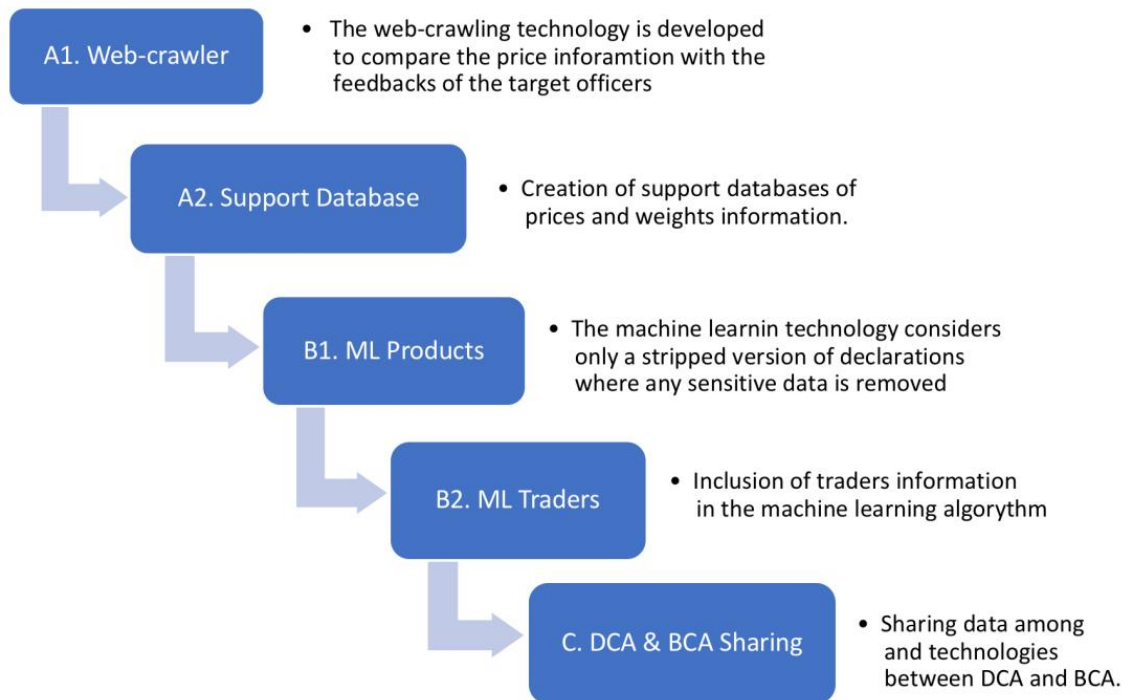 A1. Web-crawler
• The web-crawling technology is developed
to compare the price inforamtion with the
feedbacks of the target officers
A2. Support Database
• Creation of support databases of
prices and weights information.
B1. ML Products
• The machine learnin technology considers
only a stripped version of declarations
where any sensitive data is removed
B2. ML Traders
• Inclusion of traders information
in the machine learning algorythm
C. DCA & BCA Sharing
• Sharing data among
and technologies
between DCA and BCA.